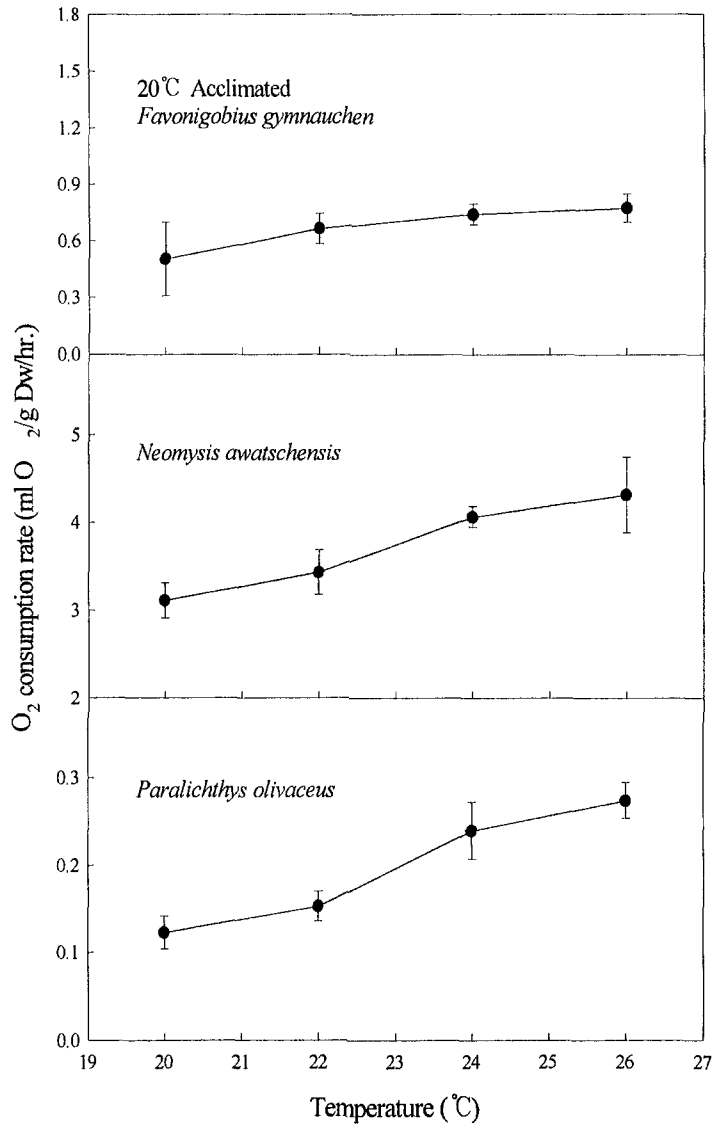 1.8
1.5
20℃ Acclimated
1.2
Favonigobius gymnauchen
0.9
0.6
0.3
0.0
5
Neomysis awatschensis
4
3
2
0.3
Paralichthys olivaceus
0.2
0.1
0.0
19 20 21 22 23 24 25 26 27
Temperature (℃)
O2 consumption rate (ml O 2/g Dw/hr.)